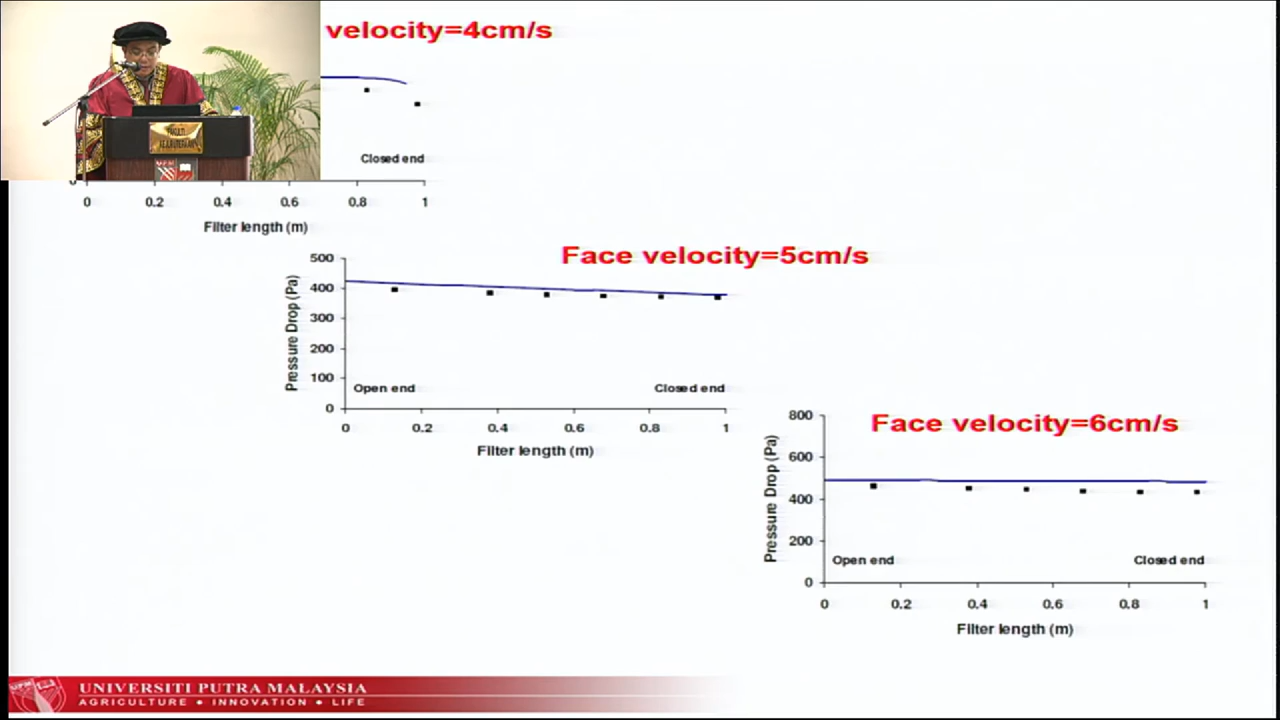 velocity=4cm/s
Closed end
0
0 0.2 0.4 0.6 0.8 1
Filter length (m)
FAKULTI
KEJURUTERAAN
Face velocity=5cm/s
Pressure Drop (Pa)
500
400
300
200
100
0
Open end Closed end
0 0.2 0.4 0.6 0.8 1
Filter length (m)
Face velocity=6cm/s
Pressure Drop (Pa)
800
600
400
200
0
Open end Closed end
0 0.2 0.4 0.6 0.8 1
Filter length (m)
UNIVERSITI PUTRA MALAYSIA
AGRICULTURE • INNOVATION • LIFE